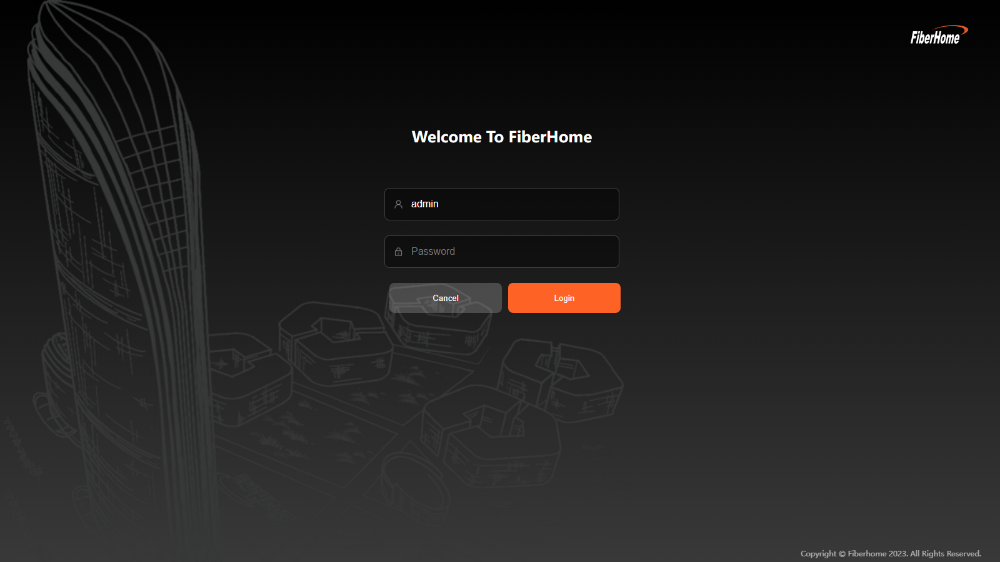 FiberHome
Welcome To FiberHome
admin
Password
Cancel
Login
Copyright © Fiberhome 2023. All Rights Reserved.